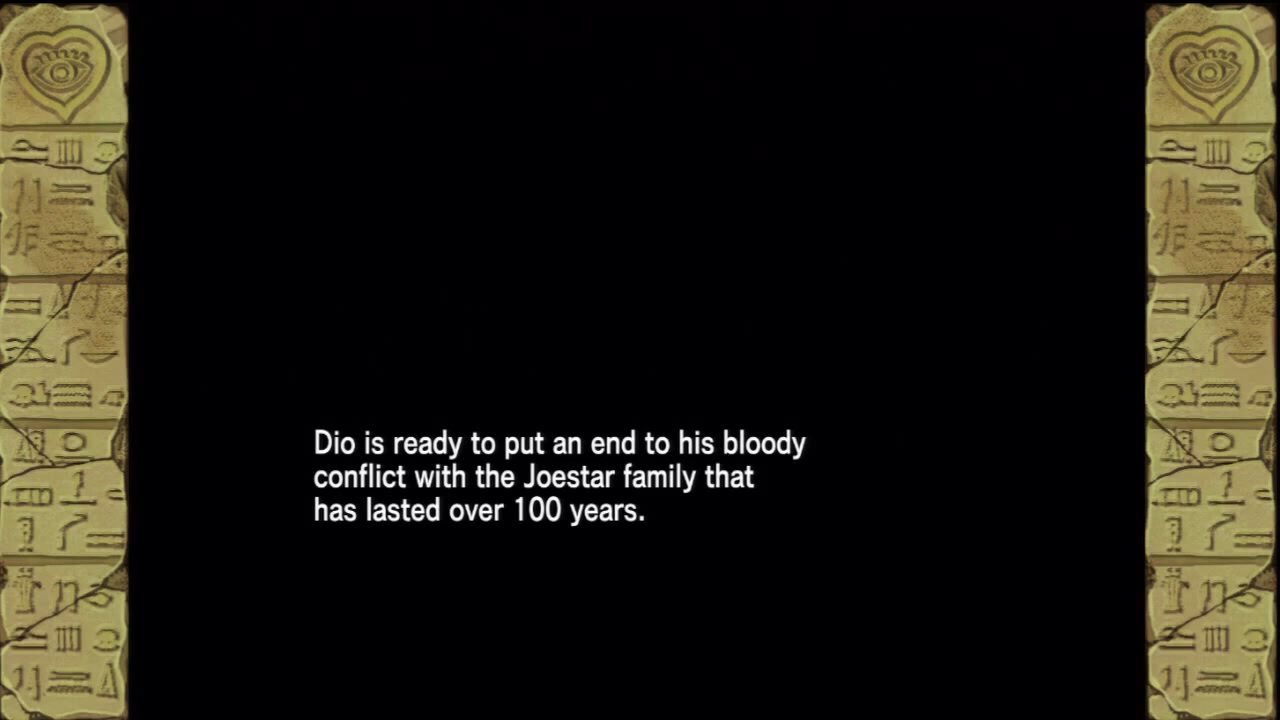 Dio is ready to put an end to his bloody
conflict with the Joestar family that
has lasted over 100 years.